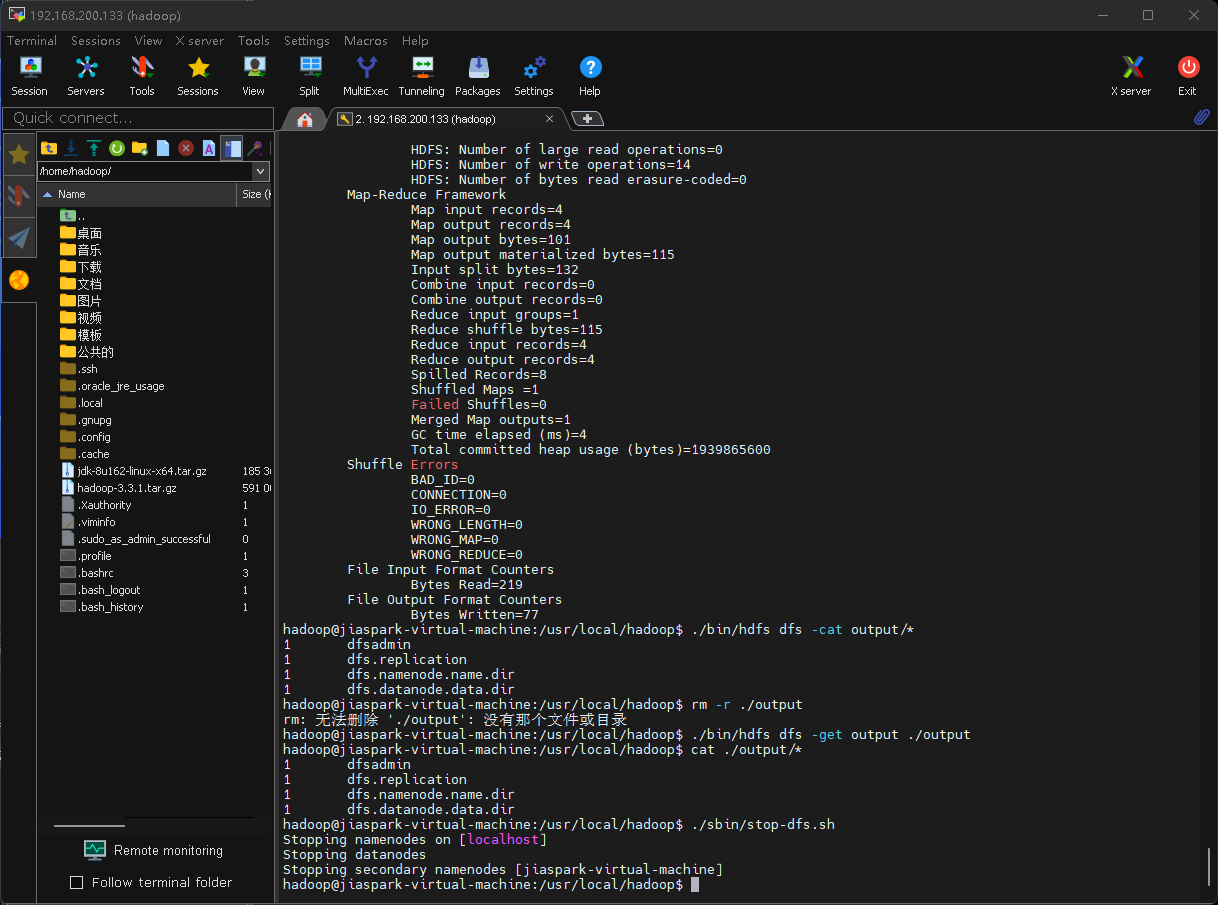 192.168.200.133 (hadoop)
Terminal Sessions View X server Tools Settings Macros Help
Session Servers Tools Sessions View Split MultiExec Tunneling Packages Settings Help X server Exit
Quick connect...
2. 192.168.200.133 (hadoop)
/home/hadoop/
Name Size (
..
桌面
音乐
下载
文档
图片
视频
模板
公共的
.ssh
.oracle_jre_usage
.local
.gnupg
.config
.cache
jdk-8u162-linux-x64.tar.gz 185 3
hadoop-3.3.1.tar.gz 591 0
.Xauthority 1
.viminfo 1
.sudo_as_admin_successful 0
.profile 1
.bashrc 3
.bash_logout 1
.bash_history 1
Remote monitoring
Follow terminal folder
HDFS: Number of large read operations=0
HDFS: Number of write operations=14
HDFS: Number of bytes read erasure-coded=0
Map-Reduce Framework
Map input records=4
Map output records=4
Map output bytes=101
Map output materialized bytes=115
Input split bytes=132
Combine input records=0
Combine output records=0
Reduce input groups=1
Reduce shuffle bytes=115
Reduce input records=4
Reduce output records=4
Spilled Records=8
Shuffled Maps =1
Failed Shuffles=0
Merged Map outputs=1
GC time elapsed (ms)=4
Total committed heap usage (bytes)=1939865600
Shuffle Errors
BAD_ID=0
CONNECTION=0
IO_ERROR=0
WRONG_LENGTH=0
WRONG_MAP=0
WRONG_REDUCE=0
File Input Format Counters
Bytes Read=219
File Output Format Counters
Bytes Written=77
hadoop@jiaspark-virtual-machine:/usr/local/hadoop$ ./bin/hdfs dfs -cat output/*
1 dfsadmin
1 dfs.replication
1 dfs.namenode.name.dir
1 dfs.datanode.data.dir
hadoop@jiaspark-virtual-machine:/usr/local/hadoop$ rm -r ./output
rm: 无法删除 './output': 没有那个文件或目录
hadoop@jiaspark-virtual-machine:/usr/local/hadoop$ ./bin/hdfs dfs -get output ./output
hadoop@jiaspark-virtual-machine:/usr/local/hadoop$ cat ./output/*
1 dfsadmin
1 dfs.replication
1 dfs.namenode.name.dir
1 dfs.datanode.data.dir
hadoop@jiaspark-virtual-machine:/usr/local/hadoop$ ./sbin/stop-dfs.sh
Stopping namenodes on [localhost]
Stopping datanodes
Stopping secondary namenodes [jiaspark-virtual-machine]
hadoop@jiaspark-virtual-machine:/usr/local/hadoop$